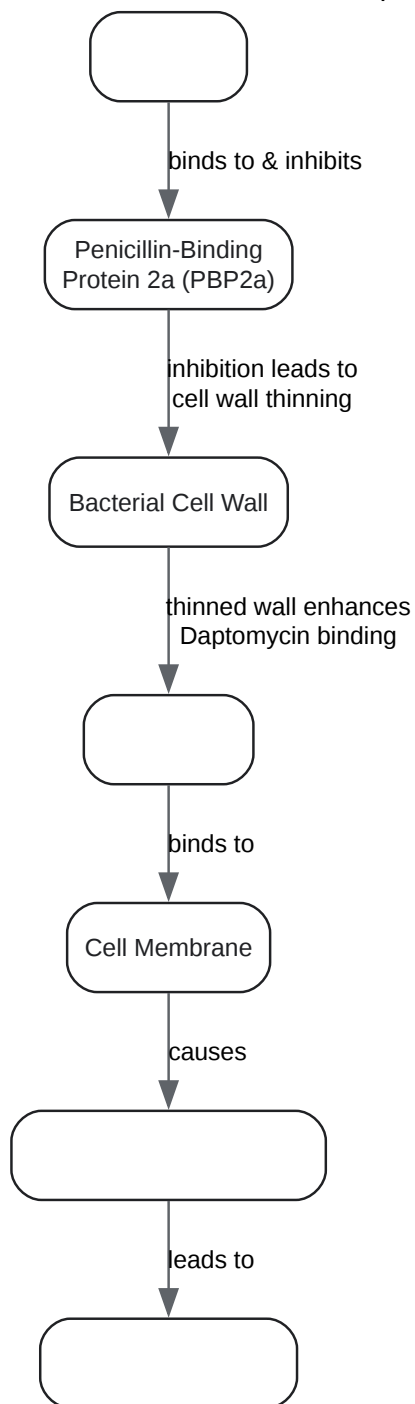 binds to & inhibits
Penicillin-Binding
Protein 2a (PBP2a)
inhibition leads to
cell wall thinning
Bacterial Cell Wall
thinned wall enhances
Daptomycin binding
binds to
Cell Membrane
causes
leads to